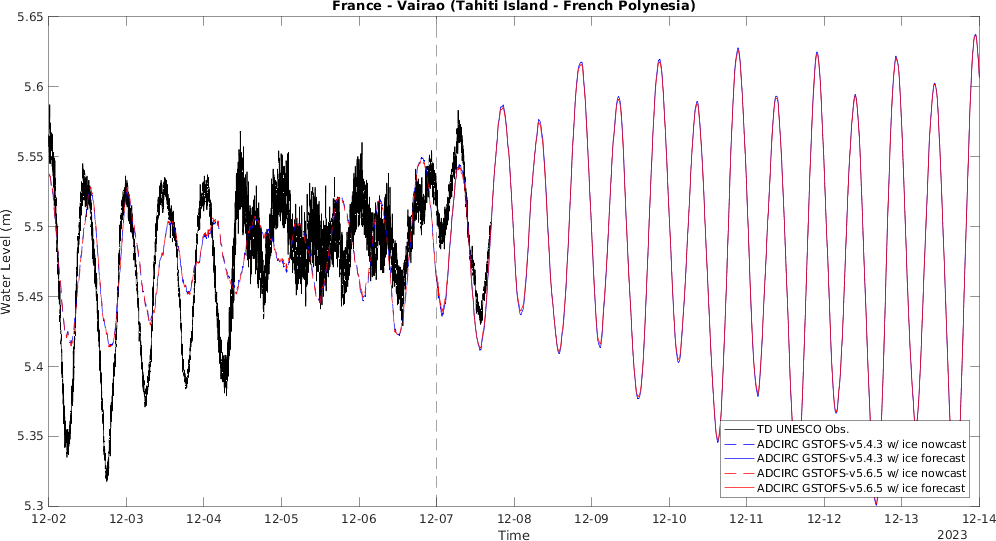 France - Vairao (Tahiti Island - French Polynesia)
5.65
5.6
5.55
5.5
5.45
5.4
5.35
5.3
Water Level (m)
TD UNESCO Obs.
ADCIRC GSTOFS-v5.4.3 w/ ice nowcast
ADCIRC GSTOFS-v5.4.3 w/ ice forecast
ADCIRC GSTOFS-v5.6.5 w/ ice nowcast
ADCIRC GSTOFS-v5.6.5 w/ ice forecast
12-02 12-03 12-04 12-05 12-06 12-07 12-08 12-09 12-10 12-11 12-12 12-13 12-14
Time
2023